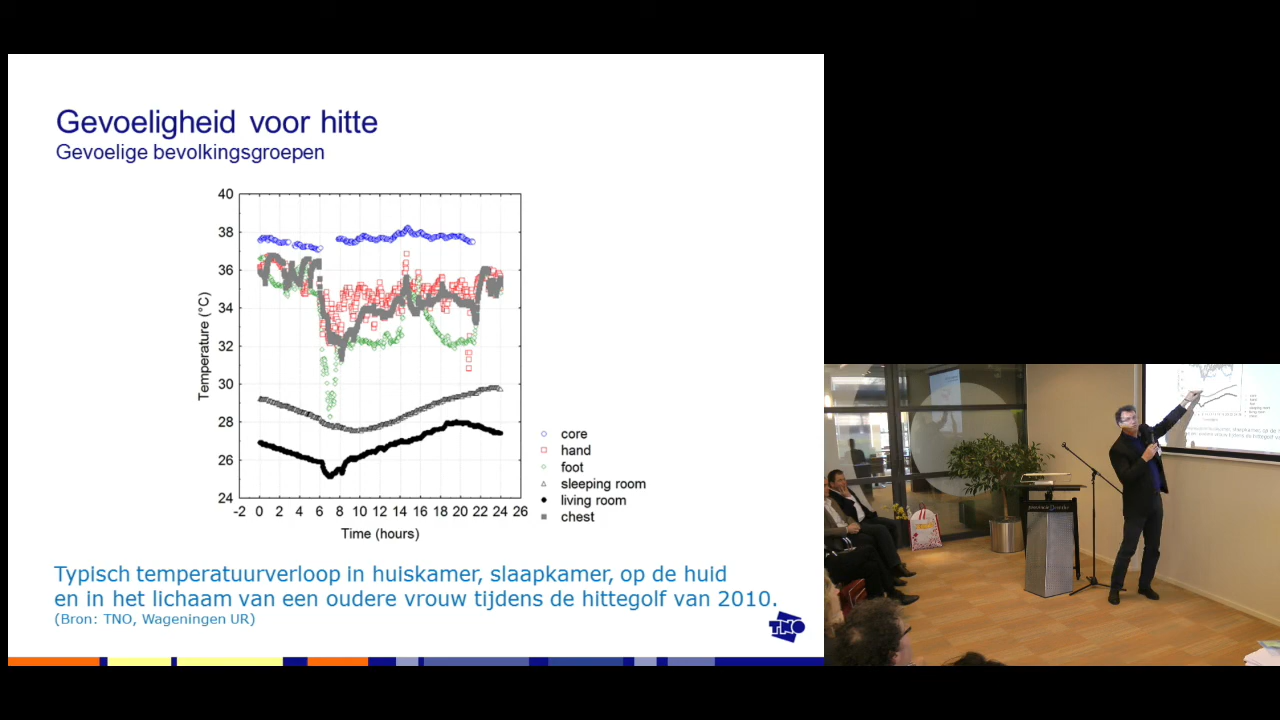 Gevoeligheid voor hitte
Gevoelige bevolkingsgroepen
40
38
36
34
32
30
28
26
24
Temperature (°C)
-2 0 2 4 6 8 10 12 14 16 18 20 22 24 26
Time (hours)
core
hand
foot
sleeping room
living room
chest
Typisch temperatuurverloop in huiskamer, slaapkamer, op de huid
en in het lichaam van een oudere vrouw tijdens de hittegolf van 2010.
(Bron: TNO, Wageningen UR)
TNO